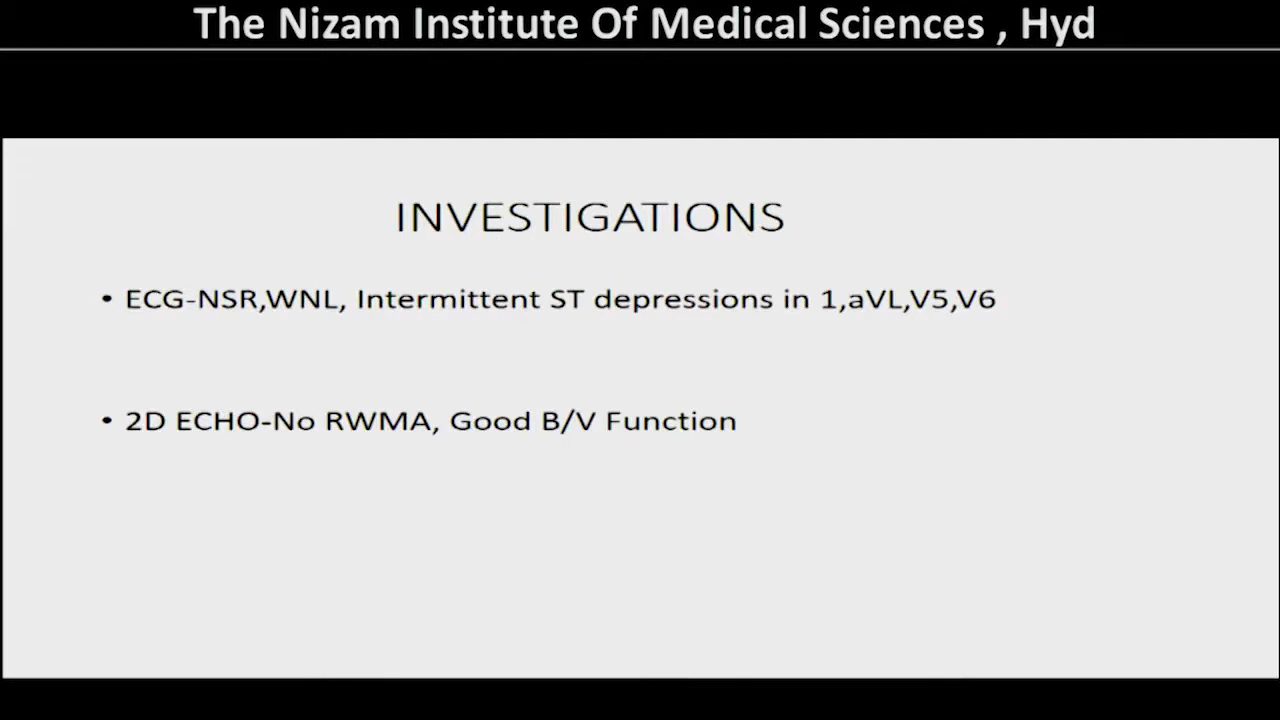 The Nizam Institute Of Medical Sciences , Hyd
INVESTIGATIONS
• ECG-NSR,WNL, Intermittent ST depressions in 1,aVL,V5,V6
• 2D ECHO-No RWMA, Good B/V Function